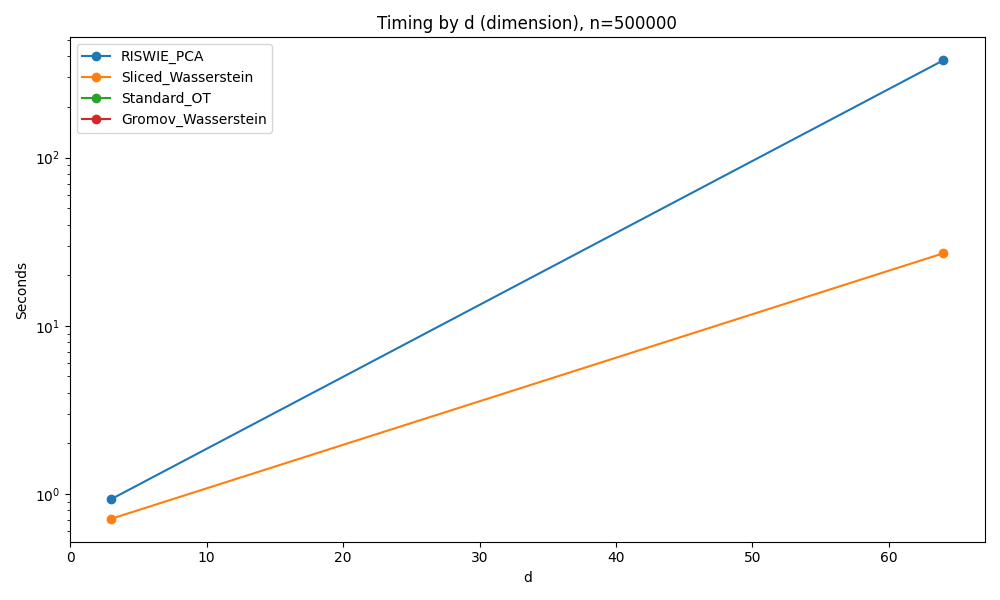 Timing by d (dimension), n=500000
RISWIE_PCA
Sliced_Wasserstein
Standard_OT
Gromov_Wasserstein
10²
10¹
10⁰
Seconds
0 10 20 30 40 50 60
d